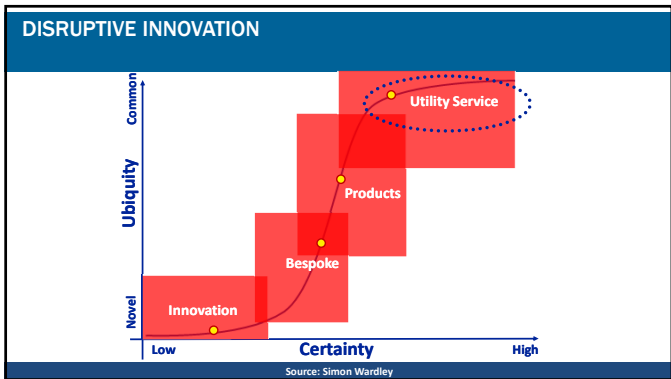 DISRUPTIVE INNOVATION
Common
Utility Service
Ubiquity
Products
Bespoke
Novel
Innovation
Low
Certainty
High
Source: Simon Wardley